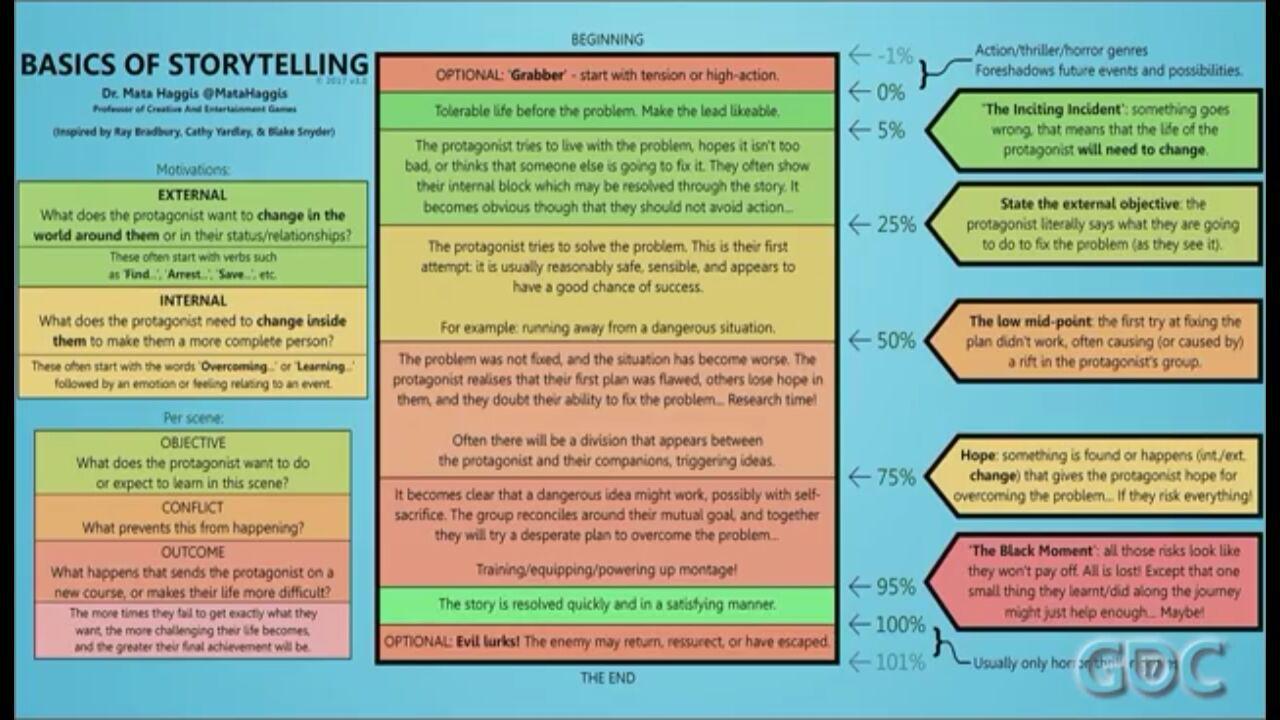 BASICS OF STORYTELLING
© 2017 v1.0
Dr. Mata Haggis @MataHaggis
Professor of Creative And Entertainment Games
(Inspired by Ray Bradbury, Cathy Yardley, & Blake Snyder)
Motivations:
EXTERNAL
What does the protagonist want to change in the
world around them or in their status/relationships?
These often start with verbs such
as 'Find...', 'Arrest...', 'Save...', etc.
INTERNAL
What does the protagonist need to change inside
them to make them a more complete person?
These often start with the words 'Overcoming...' or 'Learning...'
followed by an emotion or feeling relating to an event.
Per scene:
OBJECTIVE
What does the protagonist want to do
or expect to learn in this scene?
CONFLICT
What prevents this from happening?
OUTCOME
What happens that sends the protagonist on a
new course, or makes their life more difficult?
The more times they fail to get exactly what they
want, the more challenging their life becomes,
and the greater their final achievement will be.
BEGINNING
OPTIONAL: 'Grabber' - start with tension or high-action.
Tolerable life before the problem. Make the lead likeable.
The protagonist tries to live with the problem, hopes it isn't too
bad, or thinks that someone else is going to fix it. They often show
their internal block which may be resolved through the story. It
becomes obvious though that they should not avoid action...
The protagonist tries to solve the problem. This is their first
attempt: it is usually reasonably safe, sensible, and appears to
have a good chance of success.
For example: running away from a dangerous situation.
The problem was not fixed, and the situation has become worse. The
protagonist realises that their first plan was flawed, others lose hope in
them, and they doubt their ability to fix the problem... Research time!
Often there will be a division that appears between
the protagonist and their companions, triggering ideas.
It becomes clear that a dangerous idea might work, possibly with self-
sacrifice. The group reconciles around their mutual goal, and together
they will try a desperate plan to overcome the problem...
Training/equipping/powering up montage!
The story is resolved quickly and in a satisfying manner.
OPTIONAL: Evil lurks! The enemy may return, ressurect, or have escaped.
THE END
← -1%
← 0%
← 5%
← 25%
← 50%
← 75%
← 95%
← 100%
← 101%
Action/thriller/horror genres
Foreshadows future events and possibilities.
'The Inciting Incident': something goes
wrong, that means that the life of the
protagonist will need to change.
State the external objective: the
protagonist literally says what they are going
to do to fix the problem (as they see it).
The low mid-point: the first try at fixing the
plan didn't work, often causing (or caused by)
a rift in the protagonist's group.
Hope: something is found or happens (int./ext.
change) that gives the protagonist hope for
overcoming the problem... If they risk everything!
'The Black Moment': all those risks look like
they won't pay off. All is lost! Except that one
small thing they learnt/did along the journey
might just help enough... Maybe!
Usually only
GDC
17